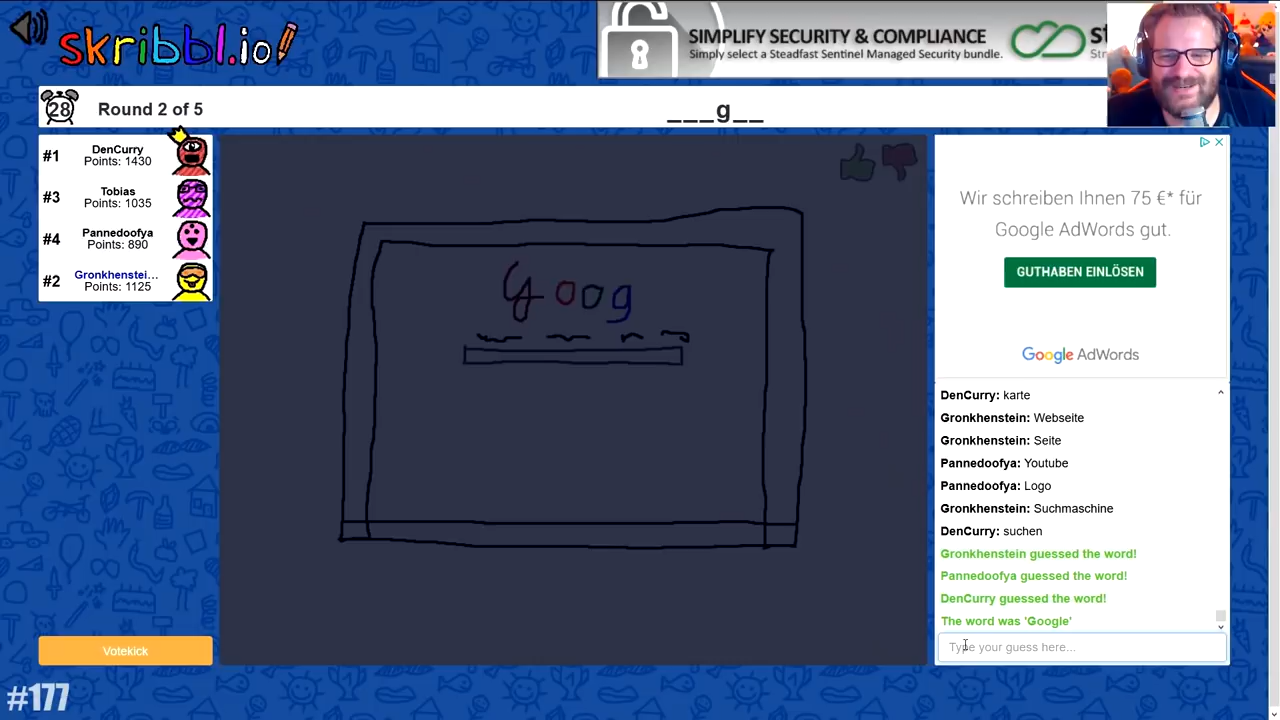 skribbl.io!
SIMPLIFY SECURITY & COMPLIANCE
Simply select a Steadfast Sentinel Managed Security bundle.
28
Round 2 of 5
___g__
#1
DenCurry
Points: 1430
#3
Tobias
Points: 1035
#4
Pannedoofya
Points: 890
#2
Gronkhenstei...
Points: 1125
Votekick
#177
Goog
Wir schreiben Ihnen 75 €* für
Google AdWords gut.
GUTHABEN EINLÖSEN
Google AdWords
DenCurry: karte
Gronkhenstein: Webseite
Gronkhenstein: Seite
Pannedoofya: Youtube
Pannedoofya: Logo
Gronkhenstein: Suchmaschine
DenCurry: suchen
Gronkhenstein guessed the word!
Pannedoofya guessed the word!
DenCurry guessed the word!
The word was 'Google'
Type your guess here...